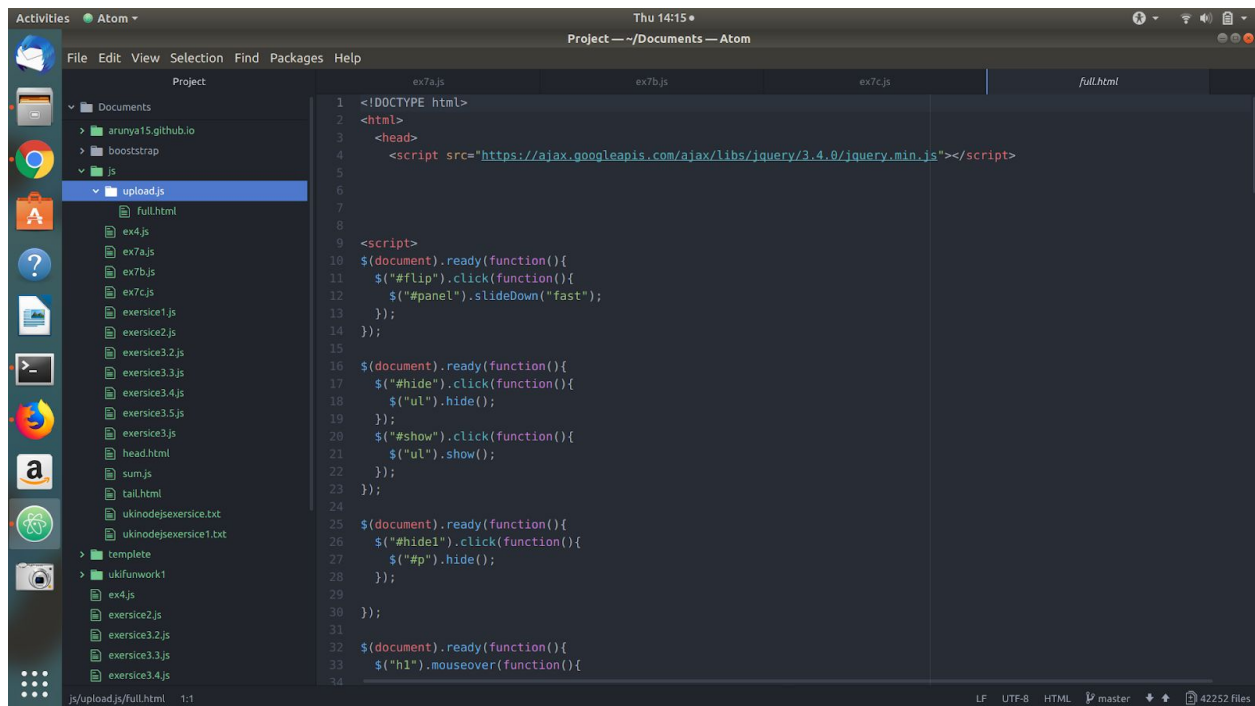 Activities Atom Thu 14:15
Project — ~/Documents — Atom
File Edit View Selection Find Packages Help
Project ex7a.js ex7b.js ex7c.js full.html
Documents
arunya15.github.io
booststrap
js
upload.js
full.html
ex4.js
ex7a.js
ex7b.js
ex7c.js
exersice1.js
exersice2.js
exersice3.2.js
exersice3.3.js
exersice3.4.js
exersice3.5.js
exersice3.js
head.html
sum.js
tail.html
ukinodejsexersice.txt
ukinodejsexersice1.txt
templete
ukifunwork1
ex4.js
exersice2.js
exersice3.2.js
exersice3.3.js
exersice3.4.js
1 <!DOCTYPE html>
2 <html>
3 <head>
4 <script src="https://ajax.googleapis.com/ajax/libs/jquery/3.4.0/jquery.min.js"></script>
5
6
7
8
9 <script>
10 $(document).ready(function(){
11 $("#flip").click(function(){
12 $("#panel").slideDown("fast");
13 });
14 });
15
16 $(document).ready(function(){
17 $("#hide").click(function(){
18 $("ul").hide();
19 });
20 $("#show").click(function(){
21 $("ul").show();
22 });
23 });
24
25 $(document).ready(function(){
26 $("#hide1").click(function(){
27 $("#p").hide();
28 });
29
30 });
31
32 $(document).ready(function(){
33 $("h1").mouseover(function(){
34
js/upload.js/full.html 1:1 LF UTF-8 HTML master 42252 files